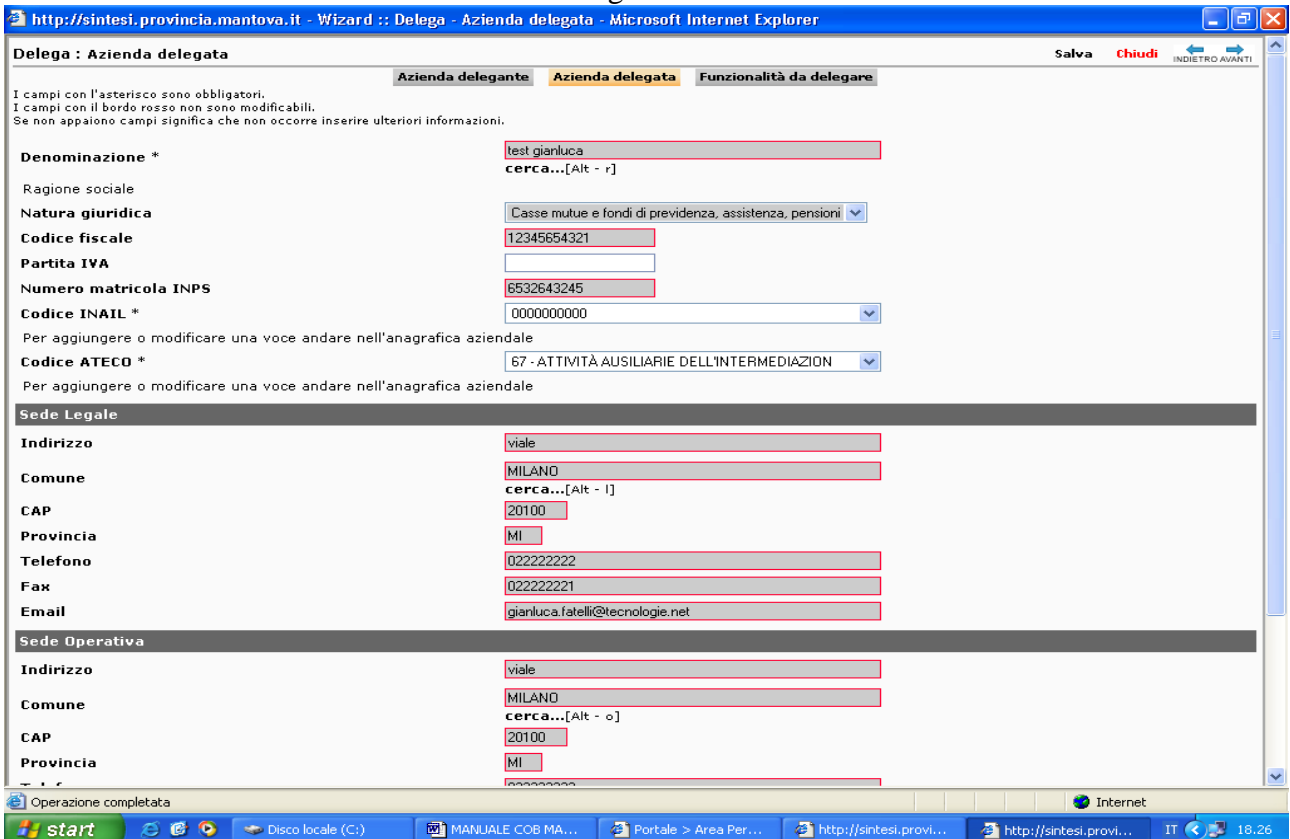 http://sintesi.provincia.mantova.it - Wizard :: Delega - Azienda delegata - Microsoft Internet Explorer
Delega : Azienda delegata
Salva Chiudi INDIETRO AVANTI
Azienda delegante Azienda delegata Funzionalità da delegare
I campi con l'asterisco sono obbligatori.
I campi con il bordo rosso non sono modificabili.
Se non appaiono campi significa che non occorre inserire ulteriori informazioni.
Denominazione * test gianluca
cerca...[Alt - r]
Ragione sociale
Natura giuridica Casse mutue e fondi di previdenza, assistenza, pensioni
Codice fiscale 12345654321
Partita IVA
Numero matricola INPS 6532643245
Codice INAIL * 0000000000
Per aggiungere o modificare una voce andare nell'anagrafica aziendale
Codice ATECO * 67 - ATTIVITÀ AUSILIARIE DELL'INTERMEDIAZION
Per aggiungere o modificare una voce andare nell'anagrafica aziendale
Sede Legale
Indirizzo viale
Comune MILANO
cerca...[Alt - l]
CAP 20100
Provincia MI
Telefono 022222222
Fax 022222221
Email gianluca.fatelli@tecnologie.net
Sede Operativa
Indirizzo viale
Comune MILANO
cerca...[Alt - o]
CAP 20100
Provincia MI
Operazione completata Internet
start Disco locale (C:) MANUALE COB MA... Portale > Area Per... http://sintesi.provi... http://sintesi.provi... IT 18.26